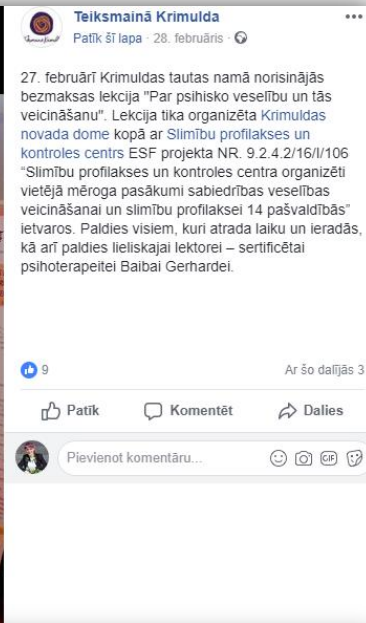 Teiksmainā Krimulda
Patīk šī lapa · 28. februāris ·
27. februārī Krimuldas tautas namā norisinājās
bezmaksas lekcija "Par psihisko veselību un tās
veicināšanu". Lekcija tika organizēta Krimuldas
novada dome kopā ar Slimību profilakses un
kontroles centrs ESF projekta NR. 9.2.4.2/16/I/106
“Slimību profilakses un kontroles centra organizēti
vietējā mēroga pasākumi sabiedrības veselības
veicināšanai un slimību profilaksei 14 pašvaldībās”
ietvaros. Paldies visiem, kuri atrada laiku un ieradās,
kā arī paldies lieliskajai lektorei – sertificētai
psihoterapeitei Baibai Gerhardei.
9 Ar šo dalījās 3
Patīk Komentēt Dalies
Pievienot komentāru... GIF